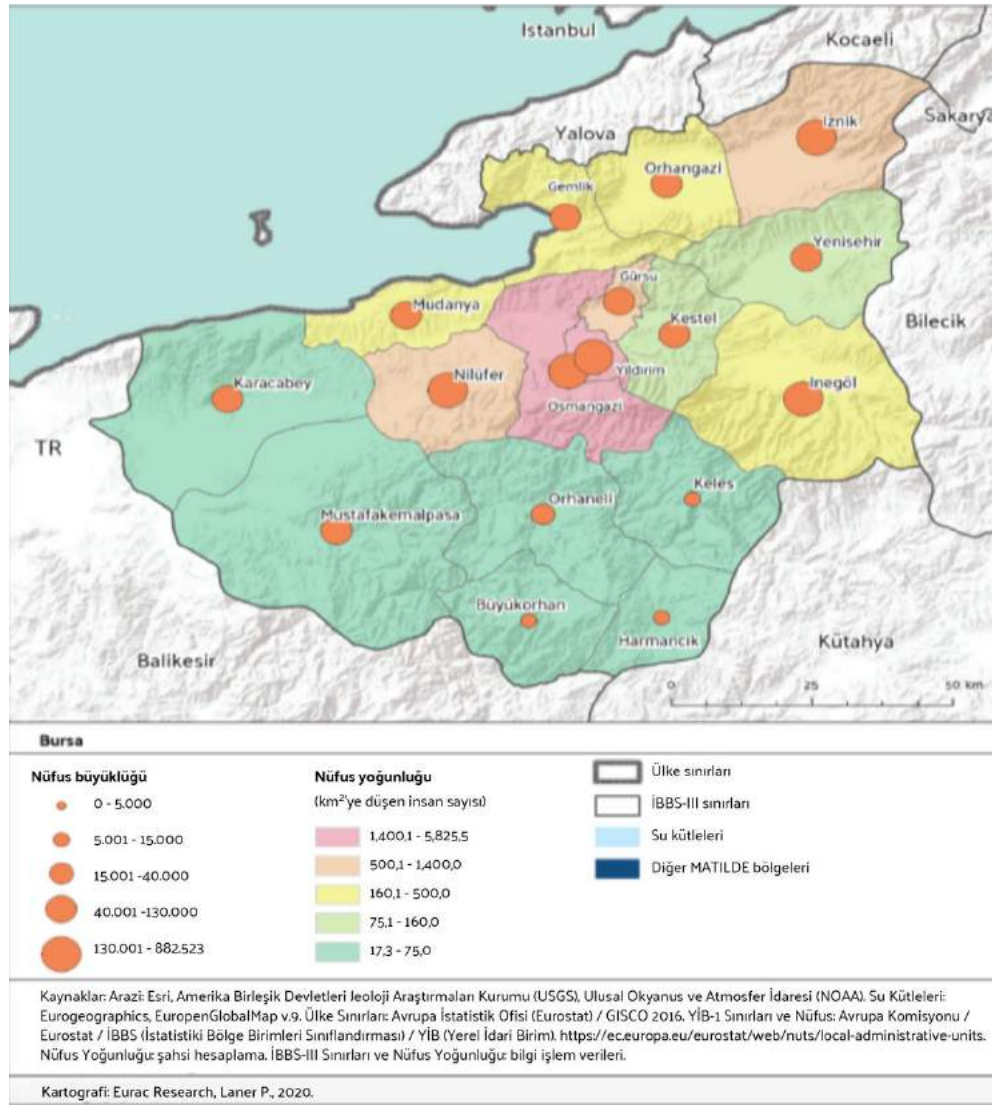 Istanbul
Kocaeli
Sakarya
Yalova
Iznik
Orhangazi
Gemlik
Yenisehir
Gürsu
Mudanya
Kestel
Bilecik
Nilüfer
Yıldırım
Karacabey
Inegöl
Osmangazi
TR
Keles
Orhaneli
Mustafakemalpasa
Büyükorhan
Harmancik
Kütahya
Balikesir
0 25 50 km
Bursa
Nüfus büyüklüğü
0 - 5.000
5.001 - 15.000
15.001 -40.000
40.001 -130.000
130.001 - 882.523
Nüfus yoğunluğu
(km²'ye düşen insan sayısı)
1,400,1 - 5,825,5
500,1 - 1,400,0
160,1 - 500,0
75,1 - 160,0
17,3 - 75,0
Ülke sınırları
İBBS-III sınırları
Su kütleleri
Diğer MATILDE bölgeleri
Kaynaklar: Arazi: Esri, Amerika Birleşik Devletleri Jeoloji Araştırmaları Kurumu (USGS), Ulusal Okyanus ve Atmosfer İdaresi (NOAA). Su Kütleleri:
Eurogeographics, EuropenGlobalMap v.9. Ülke Sınırları: Avrupa İstatistik Ofisi (Eurostat) / GISCO 2016. YİB-1 Sınırları ve Nüfus: Avrupa Komisyonu /
Eurostat / İBBS (İstatistiki Bölge Birimleri Sınıflandırması) / YİB (Yerel İdari Birim). https://ec.europa.eu/eurostat/web/nuts/local-administrative-units.
Nüfus Yoğunluğu: şahsi hesaplama. İBBS-III Sınırları ve Nüfus Yoğunluğu: bilgi işlem verileri.
Kartografi: Eurac Research, Laner P., 2020.